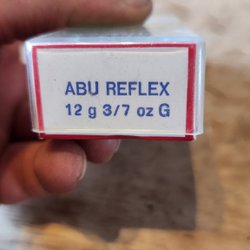 ABU REFLEX
12 g 3/7 oz G